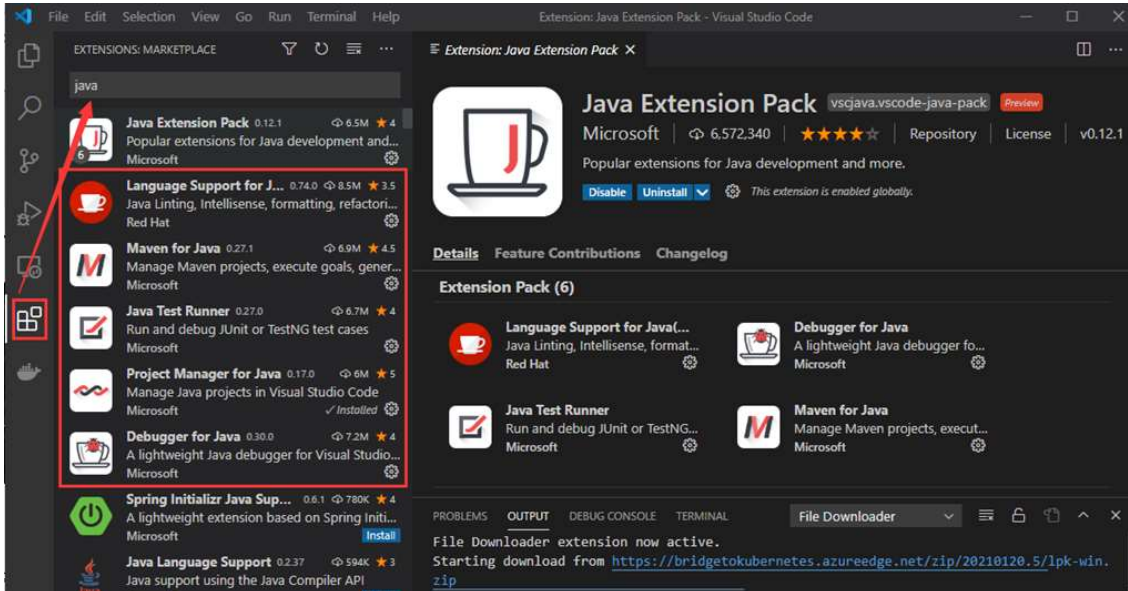 File Edit Selection View Go Run Terminal Help
Extension: Java Extension Pack - Visual Studio Code
EXTENSIONS: MARKETPLACE
java
Java Extension Pack 0.12.1 6.5M ★ 4
Popular extensions for Java development and...
Microsoft
6
Language Support for J... 0.74.0 8.5M ★ 3.5
Java Linting, Intellisense, formatting, refactori...
Red Hat
Maven for Java 0.27.1 6.9M ★ 4.5
Manage Maven projects, execute goals, gener...
Microsoft
Java Test Runner 0.27.0 6.7M ★ 4
Run and debug JUnit or TestNG test cases
Microsoft
Project Manager for Java 0.17.0 6M ★ 5
Manage Java projects in Visual Studio Code
Microsoft ✓ Installed
Debugger for Java 0.30.0 7.2M ★ 4
A lightweight Java debugger for Visual Studio...
Microsoft
Spring Initializr Java Sup... 0.6.1 780K ★ 4
A lightweight extension based on Spring Initi...
Microsoft Install
Java Language Support 0.2.37 594K ★ 3
Java support using the Java Compiler API
Extension: Java Extension Pack ×
Java Extension Pack vscjava.vscode-java-pack Preview
Microsoft | 6,572,340 | ★★★★☆ | Repository | License | v0.12.1
Popular extensions for Java development and more.
Disable Uninstall This extension is enabled globally.
Details Feature Contributions Changelog
Extension Pack (6)
Language Support for Java(...
Java Linting, Intellisense, format...
Red Hat
Debugger for Java
A lightweight Java debugger fo...
Microsoft
Java Test Runner
Run and debug JUnit or TestNG...
Microsoft
Maven for Java
Manage Maven projects, execut...
Microsoft
PROBLEMS OUTPUT DEBUG CONSOLE TERMINAL File Downloader
File Downloader extension now active.
Starting download from https://bridgetokubernetes.azureedge.net/zip/20210120.5/lpk-win.
zip